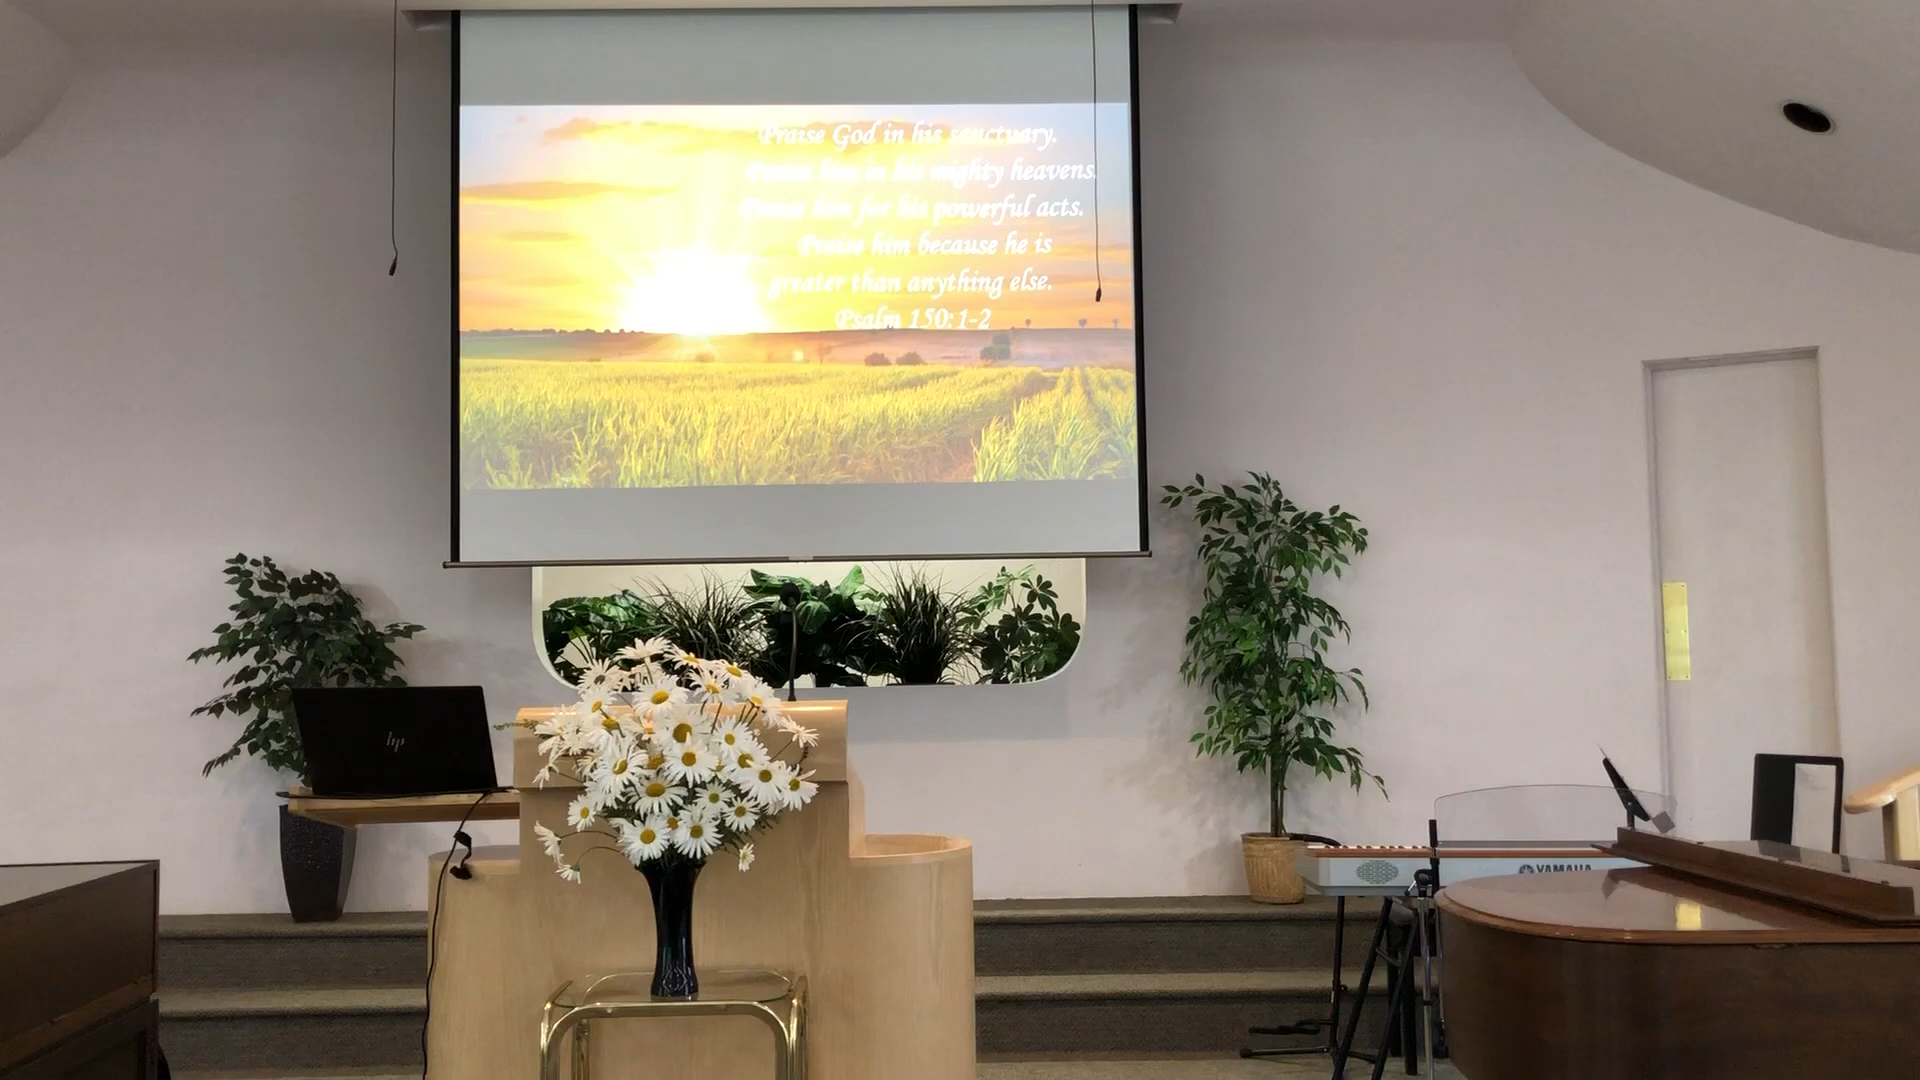 Praise God in his sanctuary.
Praise him in his mighty heavens.
Praise him for his powerful acts.
Praise him because he is
greater than anything else.
Psalm 150:1-2
hp
YAMAHA